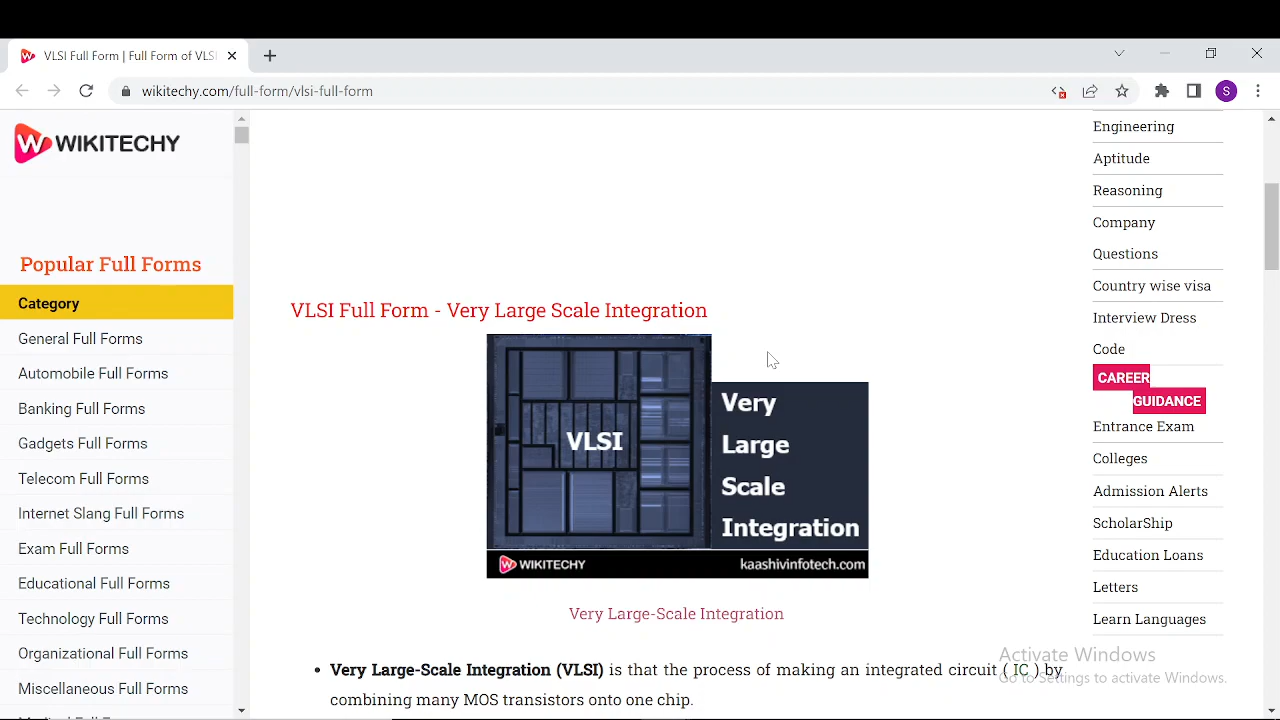 VLSI Full Form | Full Form of VLSI
wikitechy.com/full-form/vlsi-full-form
S
WIKITECHY
Popular Full Forms
Category
General Full Forms
Automobile Full Forms
Banking Full Forms
Gadgets Full Forms
Telecom Full Forms
Internet Slang Full Forms
Exam Full Forms
Educational Full Forms
Technology Full Forms
Organizational Full Forms
Miscellaneous Full Forms
VLSI Full Form - Very Large Scale Integration
VLSI
Very
Large
Scale
Integration
WIKITECHY
kaashivinfotech.com
Very Large-Scale Integration
• Very Large-Scale Integration (VLSI) is that the process of making an integrated circuit ( IC ) by
combining many MOS transistors onto one chip.
Engineering
Aptitude
Reasoning
Company
Questions
Country wise visa
Interview Dress
Code
CAREER
GUIDANCE
Entrance Exam
Colleges
Admission Alerts
ScholarShip
Education Loans
Letters
Learn Languages
Activate Windows
Go to Settings to activate Windows.